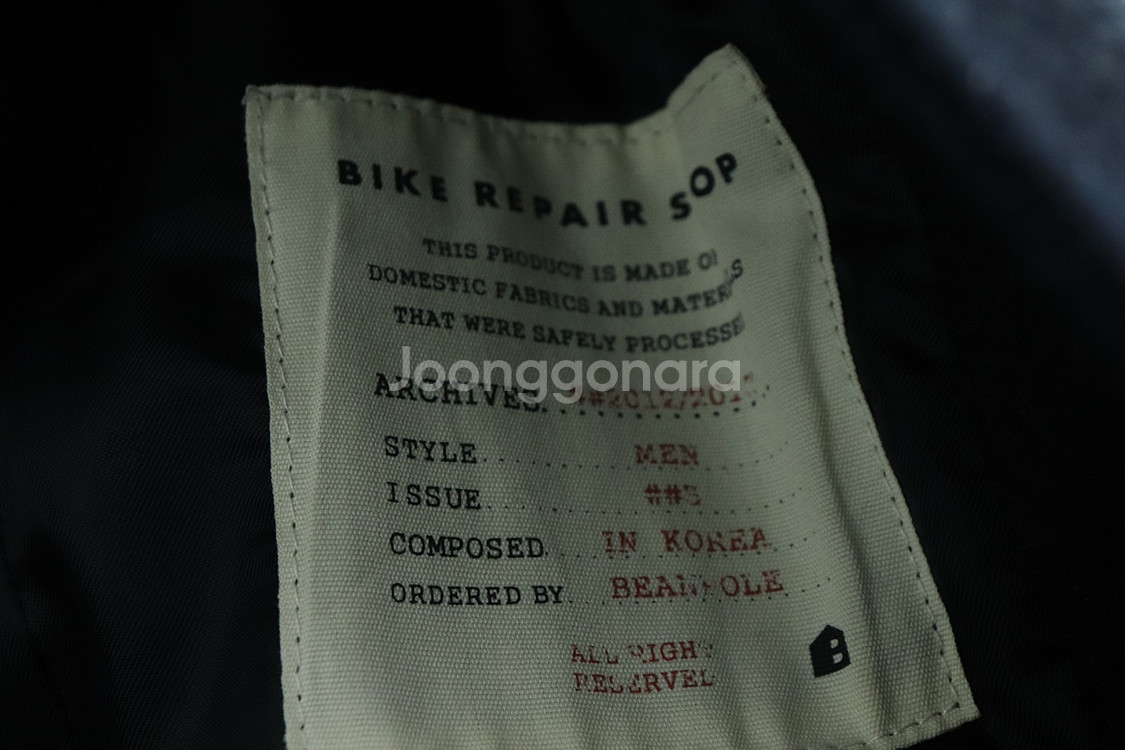 BIKE REPAIR SOP
THIS PRODUCT IS MADE OF
DOMESTIC FABRICS AND MATERIALS
THAT WERE SAFELY PROCESSED
Joonggonara
ARCHIVES
STYLE MEN
ISSUE
COMPOSED IN KOREA
ORDERED BY BEANPOLE
ALL RIGHT
RESERVED
B